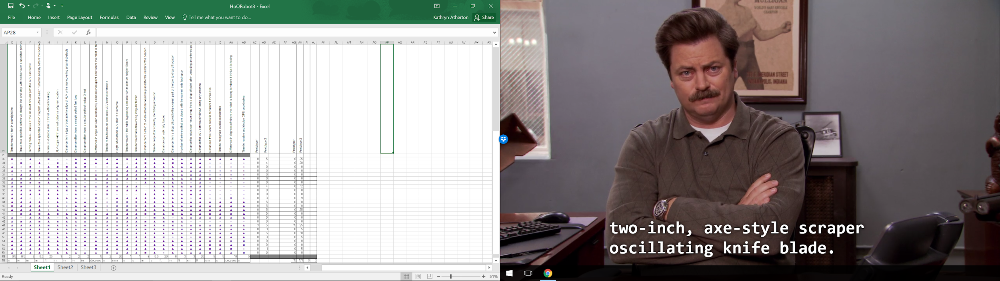 HoQRobot3 - Excel
File Home Insert Page Layout Formulas Data Review View Tell me what you want to do... Kathryn Atherton Share
AP28 fx
D E F G H I J K L M N O P Q R S T U V W X Y Z AA AB AC AD AE AF AG AH AI AJ AK AL AM AN AO AP AQ AR AS AT AU AV AW AX
Time to travel 1 foot in a straight line
Travel to a specified location via straight line and stop with marker over a specified poin
Turning radius -- radius of the smallest circular path the ALV can follow
Travel to a specified location via path with at least 1 turn immediately before the locatio
Minimum distance able to travel without breaking
ALV stops within a small distance of given location
Distance from edge of obstacle to edge of ALV while maneuvering around obstacle
Distance offset from a straight path 5 feet long
Distance offset from a circular path of radius 3 feet
Difference in angle between a randomly selected checkpoint and where the robot is fa
Time to re-route around obstacles ALV cannot overcome
Height of obstacle ALV able to overcome
Time to travel 1 foot while bypassing obstacle with maximum height 10 mm
Time to travel while traversing irregular terrain
Distance from center of where antenna would be placed to the center of the beacon
Time to beep after correctly identifying a beacon
Distance can walk fully loaded
Distance from a drop off point to the closest part of the box to drop off location
Number of antenna that are placed with the correct side facing up
Distance the robot can move away from a drop off point after unloading an antenna pa
Distance the ALV can travel without losing any antenna
Distance from where robot is to where it thinks it is
Time to recognize invalid coordinates
Difference in degrees of where the robot is facing to where it thinks it is facing
Time to receive and display GPS coordinates
Prototype 1
Prototype 2
Prototype 1
Prototype 2
28
29
30 0 5 0 25
31 0 4 0 20
32 0 0 0 0
33 0 0 0 0
34 0 0 0 0
35 0 0 0 0
36 0 0 0 0
37 0 4 0 12
38 0 0 0 0
39 0 0 0 0
40 0 3 0 9
41 0 5 0 10
42 0 5 0 10
43 0 5 0 25
44 0 0 0 0
45 0 0 0 0
46 0 0 0 0
47 3 5 15 25
48 0 1 0 5
49 0 5 0 10
50 0 3 0 15
51 0 0 0 0
52 0 0 0 0
53 0 1 0 5
54 0 0 0 0
55 0.5 0.5 3 0.5 25 1 2 2 2 5 2 20 1 1 6 0.5 20 0 3 3 20 5 5 10 5
56 s in in in ft in in in in degrees s mm s s in s ft in /3 cm ft cm s degrees s 15 171 0 0
Sheet1 Sheet2 Sheet3
Ready 51%
MULLIGAN
WORLD'S BARE-KNUCKLE
CHAMPION
MERIDIAN STREET
INDIANA
two-inch, axe-style scraper
oscillating knife blade.